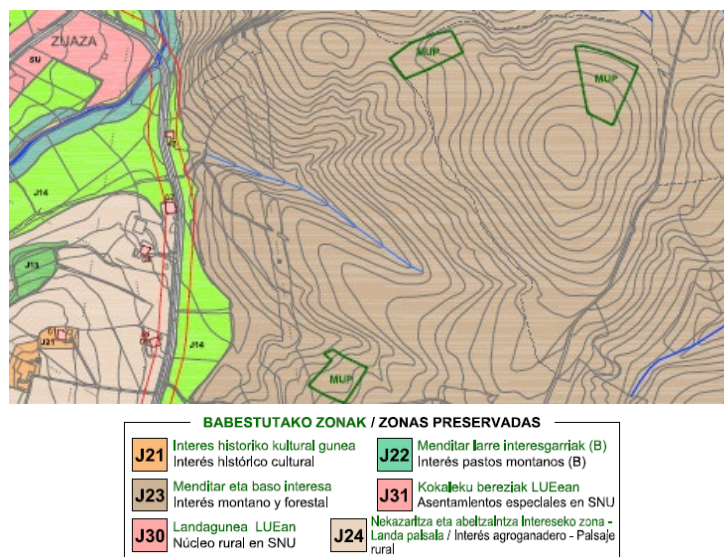 ZUAZA
SU
MUP
MUP
J14
J15
J21
J14
MUP
BABESTUTAKO ZONAK / ZONAS PRESERVADAS
J21 Interes historiko kultural gunea
Interés histórico cultural
J22 Menditar larre interesgarriak (B)
Interés pastos montanos (B)
J23 Menditar eta baso interesa
Interés montano y forestal
J31 Kokaleku bereziak LUEean
Asentamientos especiales en SNU
J30 Landagunea LUEan
Núcleo rural en SNU
J24 Nekazaritza eta abeltzaintza Intereseko zona -
Landa paisaia / Interés agroganadero - Paisaje
rural